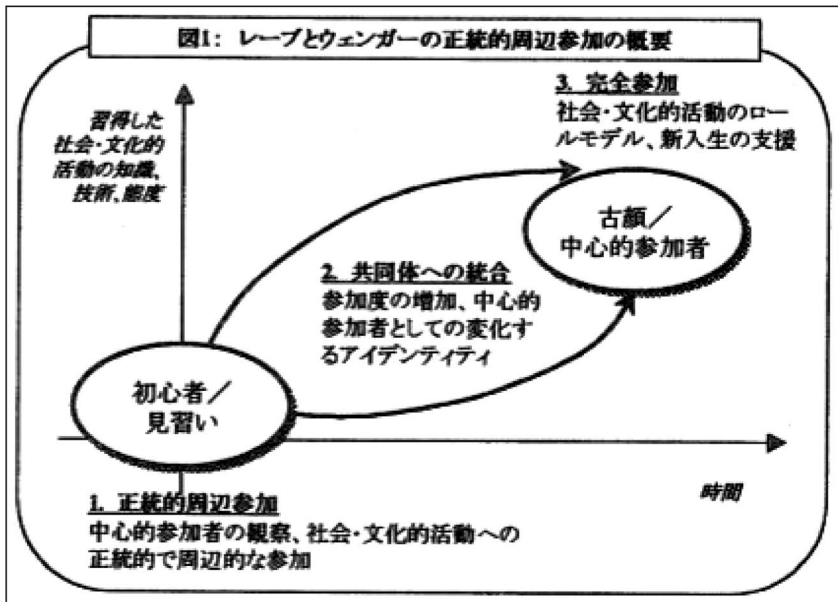 図1: レーブとウェンガーの正統的周辺参加の概要
習得した
社会・文化的
活動の知識、
技術、態度
3. 完全参加
社会・文化的活動のロー
ルモデル、新入生の支援
古顔／
中心的参加者
2. 共同体への統合
参加度の増加、中心的
参加者としての変化す
るアイデンティティ
初心者／
見習い
時間
1. 正統的周辺参加
中心的参加者の観察、社会・文化的活動への
正統的で周辺的な参加